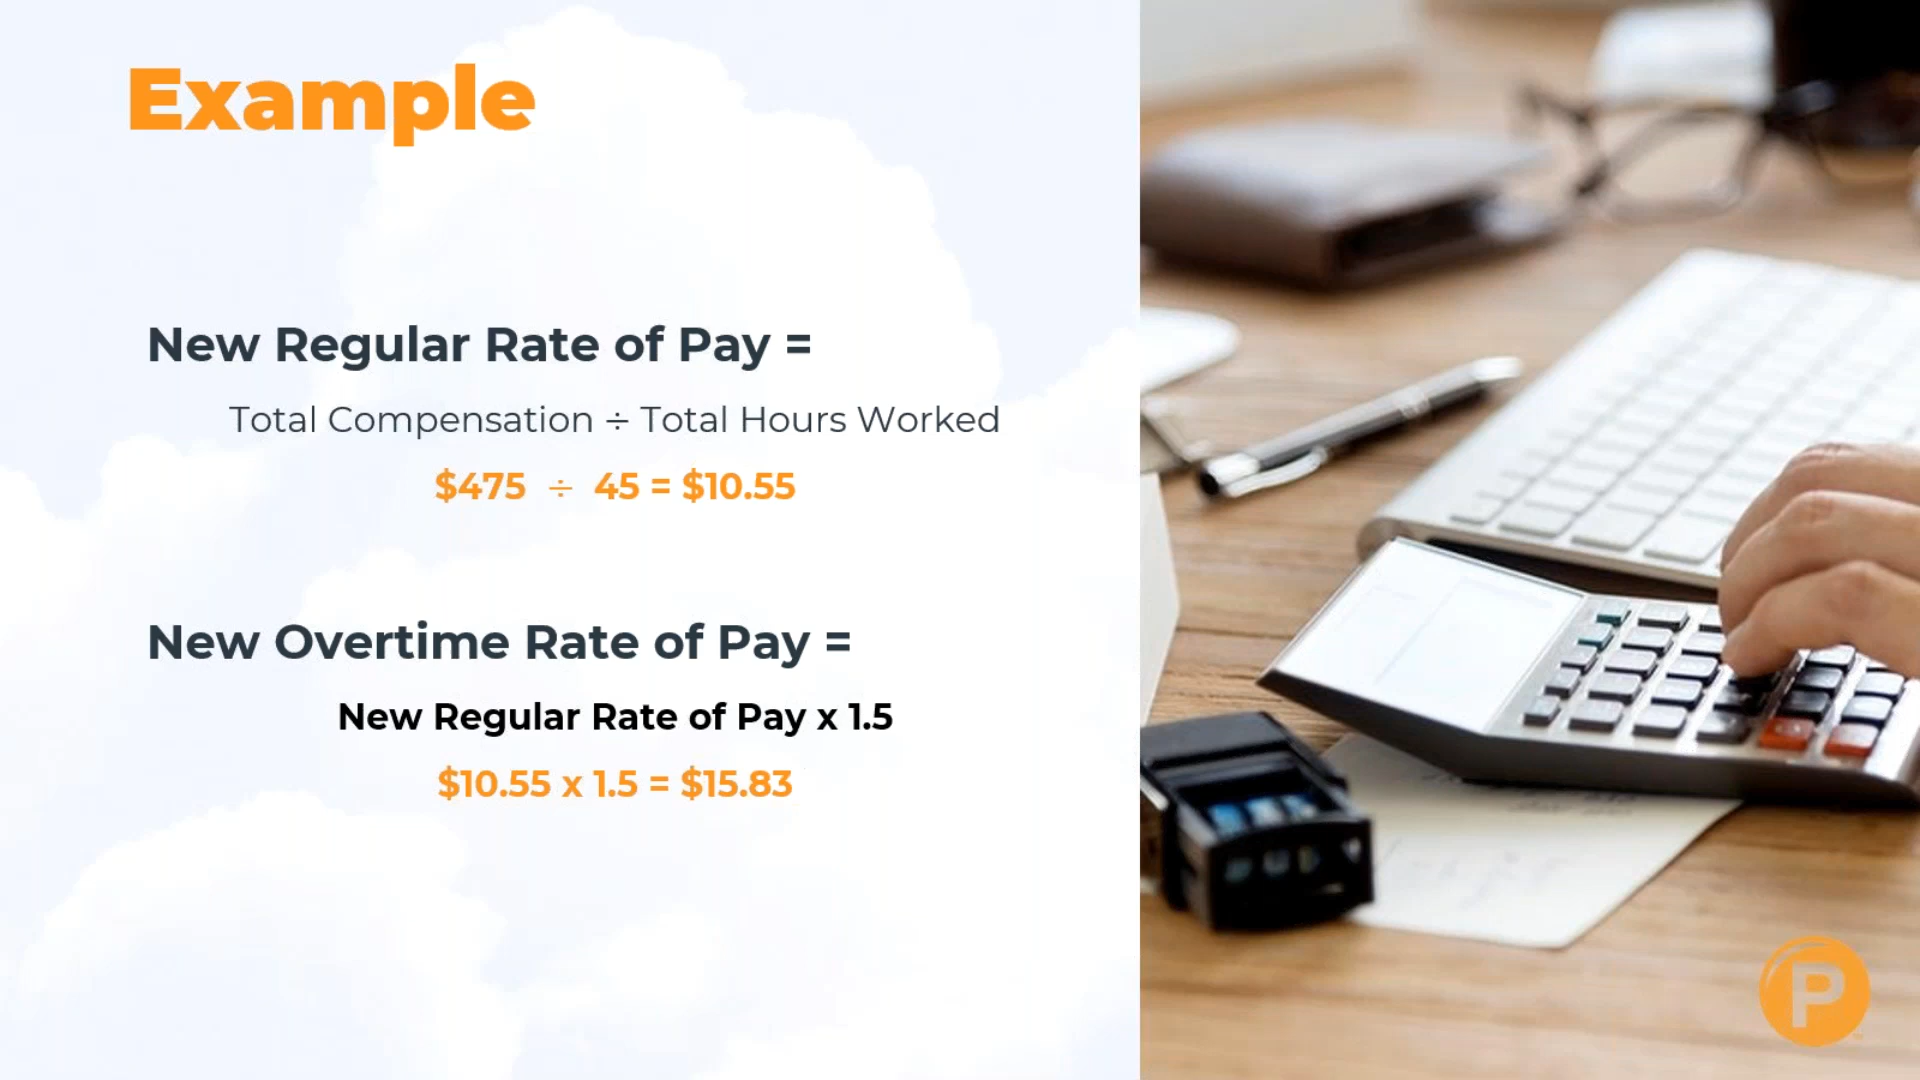 Example
New Regular Rate of Pay =
Total Compensation ÷ Total Hours Worked
$475 ÷ 45 = $10.55
New Overtime Rate of Pay =
New Regular Rate of Pay x 1.5
$10.55 x 1.5 = $15.83
P